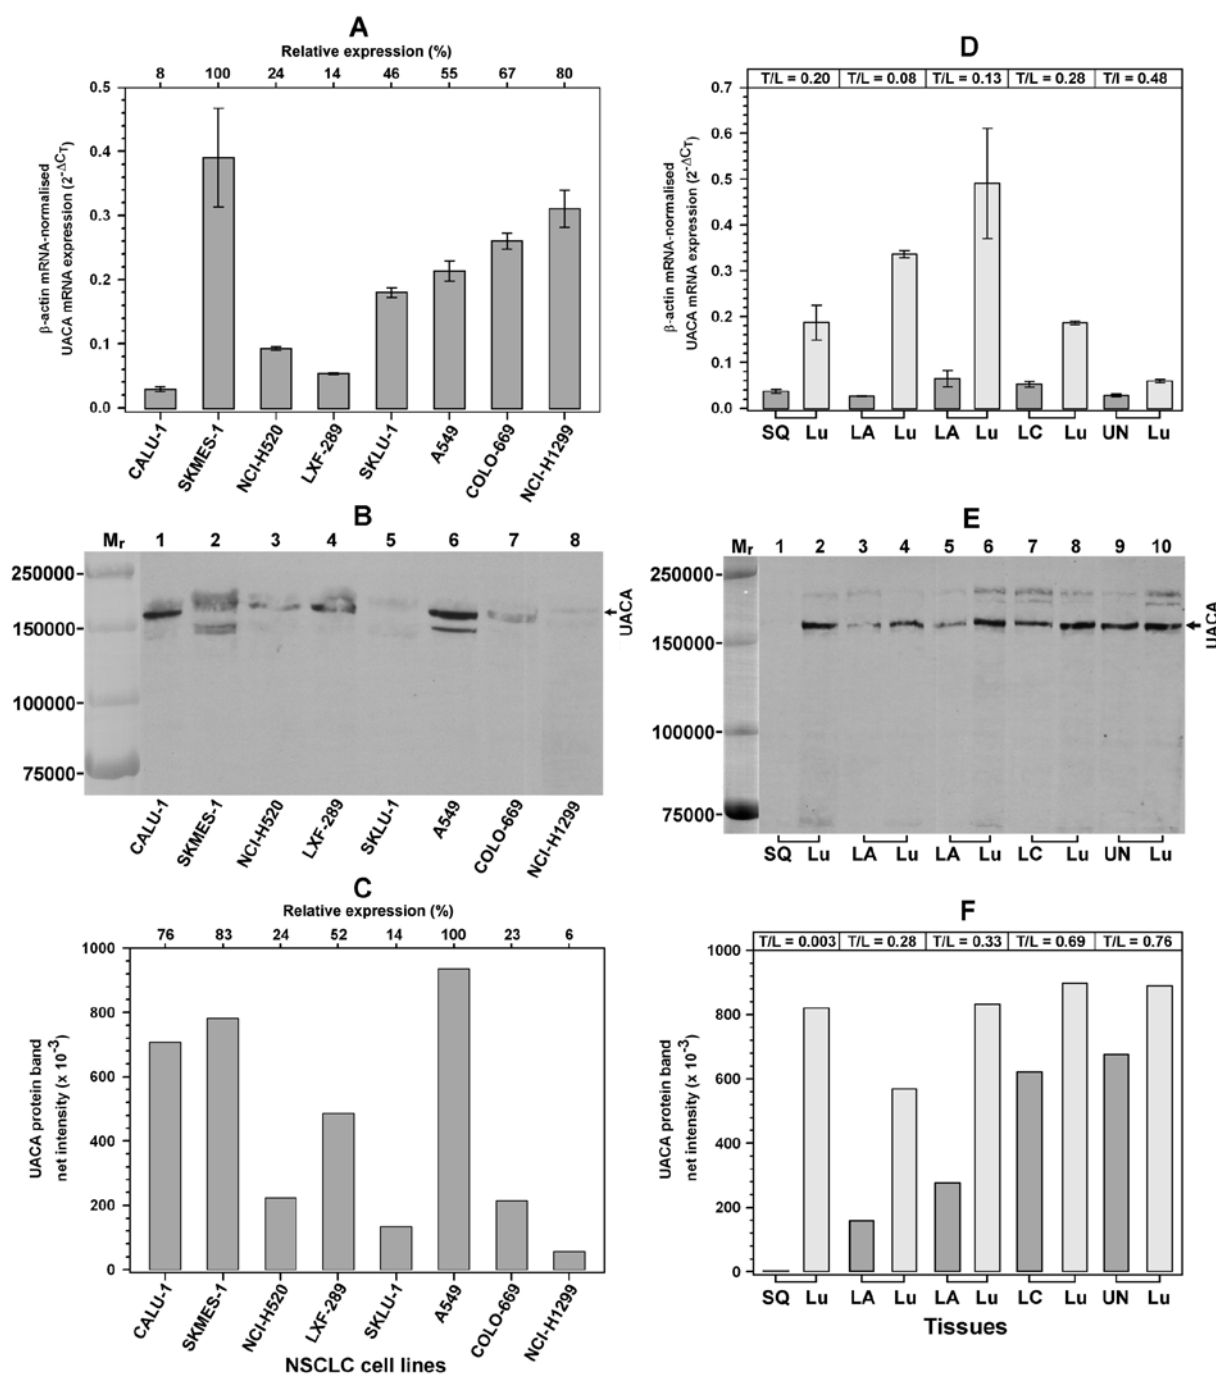 A
Relative expression (%)
8 100 24 14 46 55 67 80
β-actin mRNA-normalised
UACA mRNA expression (2^-ΔCT)
0.5
0.4
0.3
0.2
0.1
0.0
CALU-1 SKMES-1 NCI-H520 LXF-289 SKLU-1 A549 COLO-669 NCI-H1299
B
Mr 1 2 3 4 5 6 7 8
250000
150000
100000
75000
UACA
CALU-1 SKMES-1 NCI-H520 LXF-289 SKLU-1 A549 COLO-669 NCI-H1299
C
Relative expression (%)
76 83 24 52 14 100 23 6
UACA protein band
net intensity (x 10^-3)
1000
800
600
400
200
0
CALU-1 SKMES-1 NCI-H520 LXF-289 SKLU-1 A549 COLO-669 NCI-H1299
NSCLC cell lines
D
T/L = 0.20 T/L = 0.08 T/L = 0.13 T/L = 0.28 T/l = 0.48
β-actin mRNA-normalised
UACA mRNA expression (2^-ΔCT)
0.7
0.6
0.5
0.4
0.3
0.2
0.1
0.0
SQ Lu LA Lu LA Lu LC Lu UN Lu
E
Mr 1 2 3 4 5 6 7 8 9 10
250000
150000
100000
75000
UACA
SQ Lu LA Lu LA Lu LC Lu UN Lu
F
T/L = 0.003 T/L = 0.28 T/L = 0.33 T/L = 0.69 T/L = 0.76
UACA protein band
net intensity (x 10^-3)
1000
800
600
400
200
0
SQ Lu LA Lu LA Lu LC Lu UN Lu
Tissues